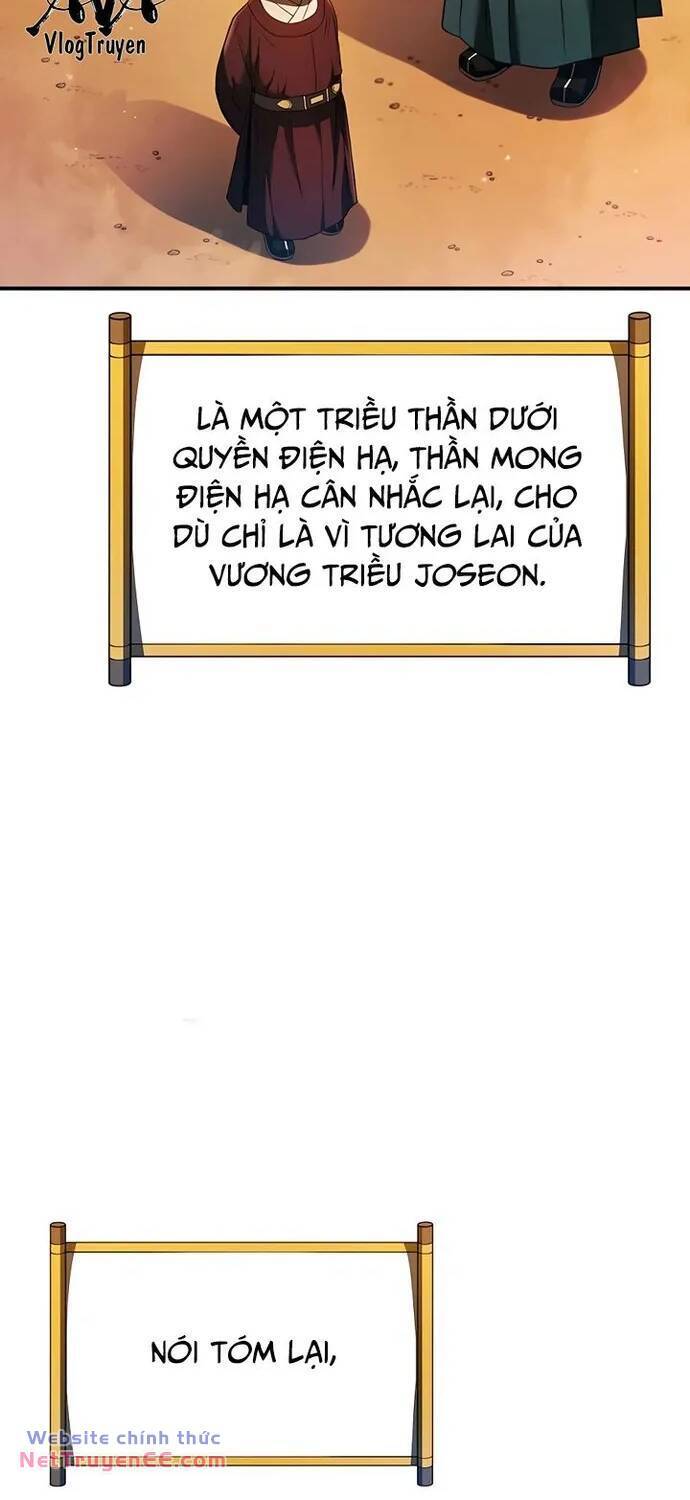 VlogTruyen
LÀ MỘT TRIỀU THẦN DƯỚI
QUYỀN ĐIỆN HẠ, THẦN MONG
ĐIỆN HẠ CÂN NHẮC LẠI, CHO
DÙ CHỈ LÀ VÌ TƯƠNG LAI CỦA
VƯƠNG TRIỀU JOSEON.
NÓI TÓM LẠI,
Website chính thức
NetTruyenEE.com